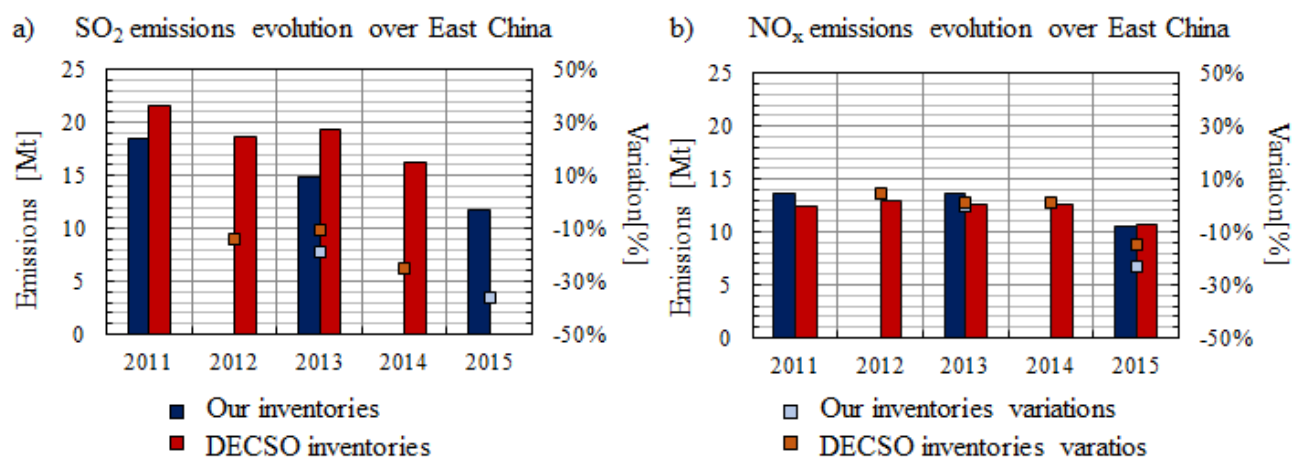 a) SO2 emissions evolution over East China
25
20
15
10
5
0
Emissions [Mt]
50%
30%
10%
-10%
-30%
-50%
Variation[%]
2011 2012 2013 2014 2015
b) NOx emissions evolution over East China
25
20
15
10
5
0
Emissions [Mt]
50%
30%
10%
-10%
-30%
-50%
Variation[%]
2011 2012 2013 2014 2015
Our inventories
DECSO inventories
Our inventories variations
DECSO inventories varatios